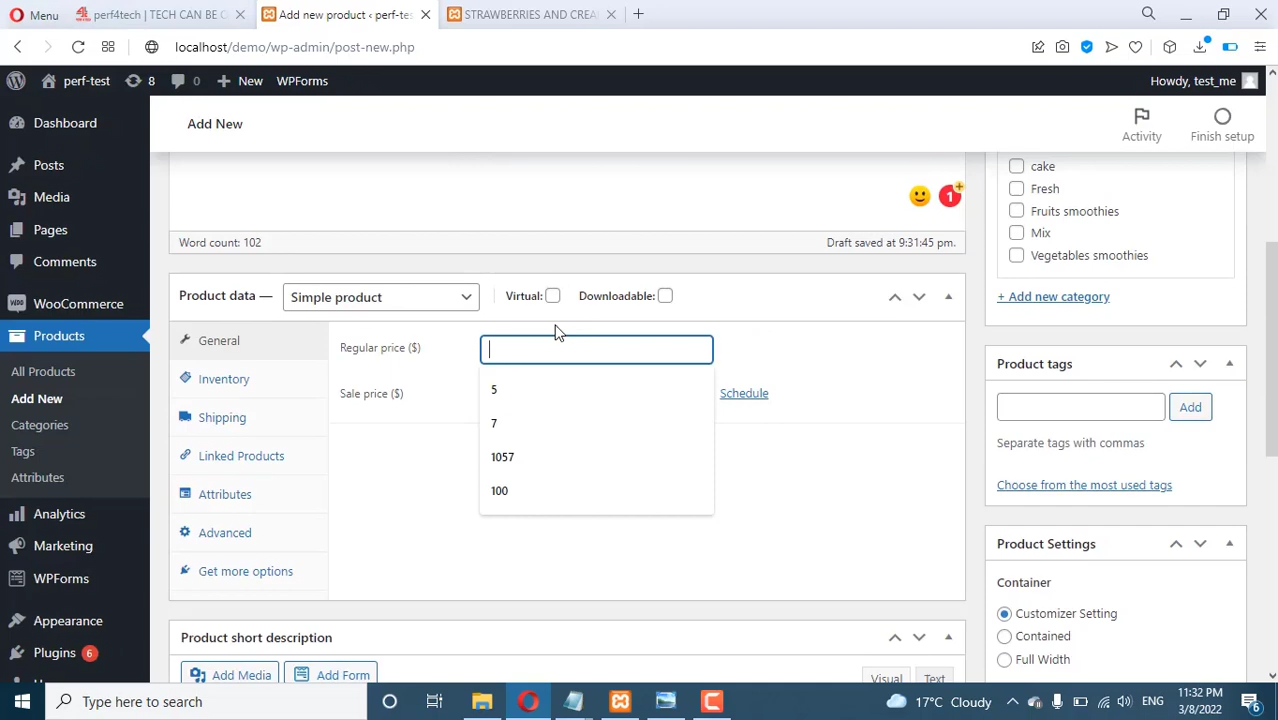 Menu
perf4tech | TECH CAN BE O
Add new product ‹ perf-tes
STRAWBERRIES AND CREA
localhost/demo/wp-admin/post-new.php
perf-test
8
0
New
WPForms
Howdy, test_me
Dashboard
Posts
Media
Pages
Comments
WooCommerce
Products
All Products
Add New
Categories
Tags
Attributes
Analytics
Marketing
WPForms
Appearance
Plugins 6
Add New
Activity
Finish setup
1
Word count: 102
Draft saved at 9:31:45 pm.
Product data —
Simple product
Virtual:
Downloadable:
General
Inventory
Shipping
Linked Products
Attributes
Advanced
Get more options
Regular price ($)
Sale price ($)
5
7
1057
100
Schedule
Product short description
Add Media
Add Form
Visual
Text
cake
Fresh
Fruits smoothies
Mix
Vegetables smoothies
+ Add new category
Product tags
Add
Separate tags with commas
Choose from the most used tags
Product Settings
Container
Customizer Setting
Contained
Full Width
Type here to search
17°C Cloudy
ENG
11:32 PM
3/8/2022
6